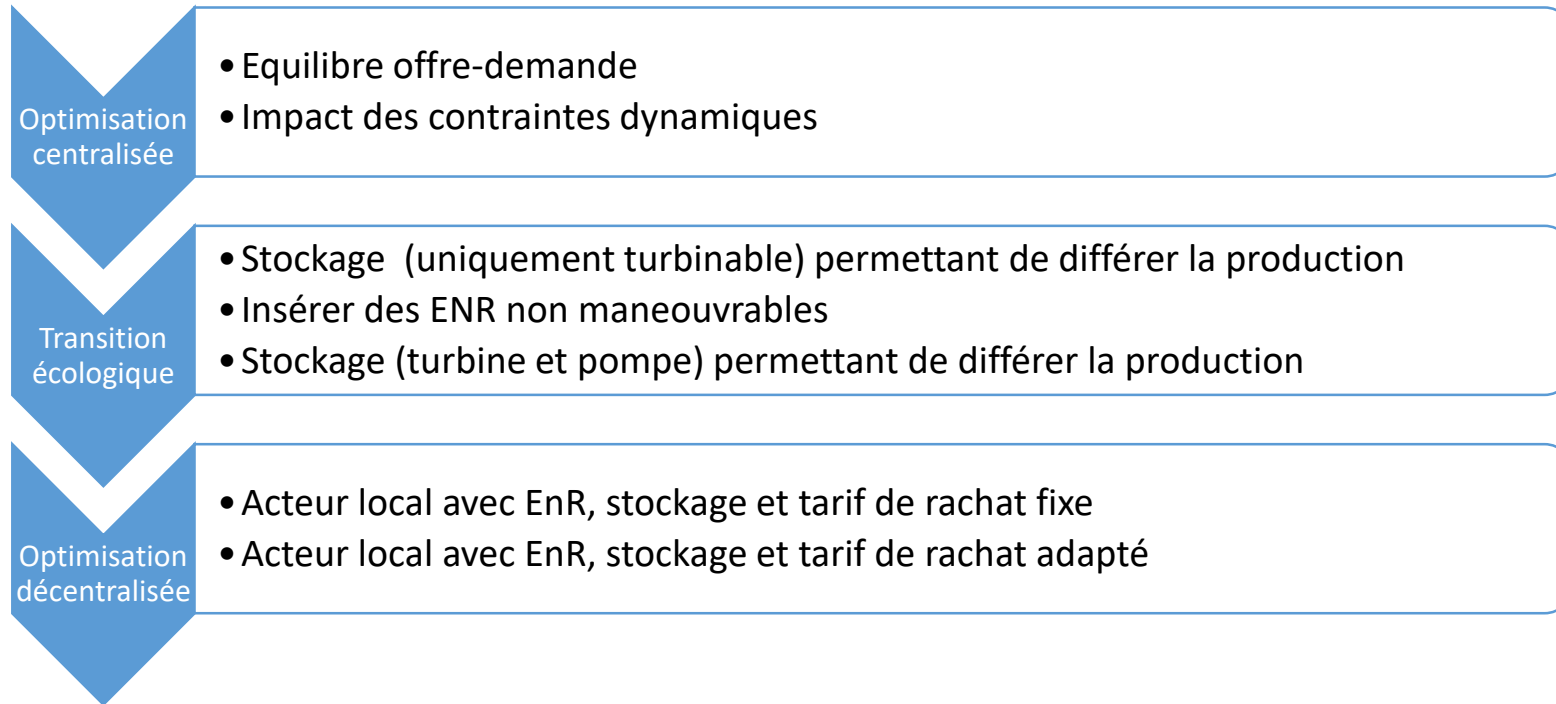 Optimisation
centralisée
• Equilibre offre-demande
• Impact des contraintes dynamiques
Transition
écologique
• Stockage (uniquement turbinable) permettant de différer la production
• Insérer des ENR non maneouvrables
• Stockage (turbine et pompe) permettant de différer la production
Optimisation
décentralisée
• Acteur local avec EnR, stockage et tarif de rachat fixe
• Acteur local avec EnR, stockage et tarif de rachat adapté